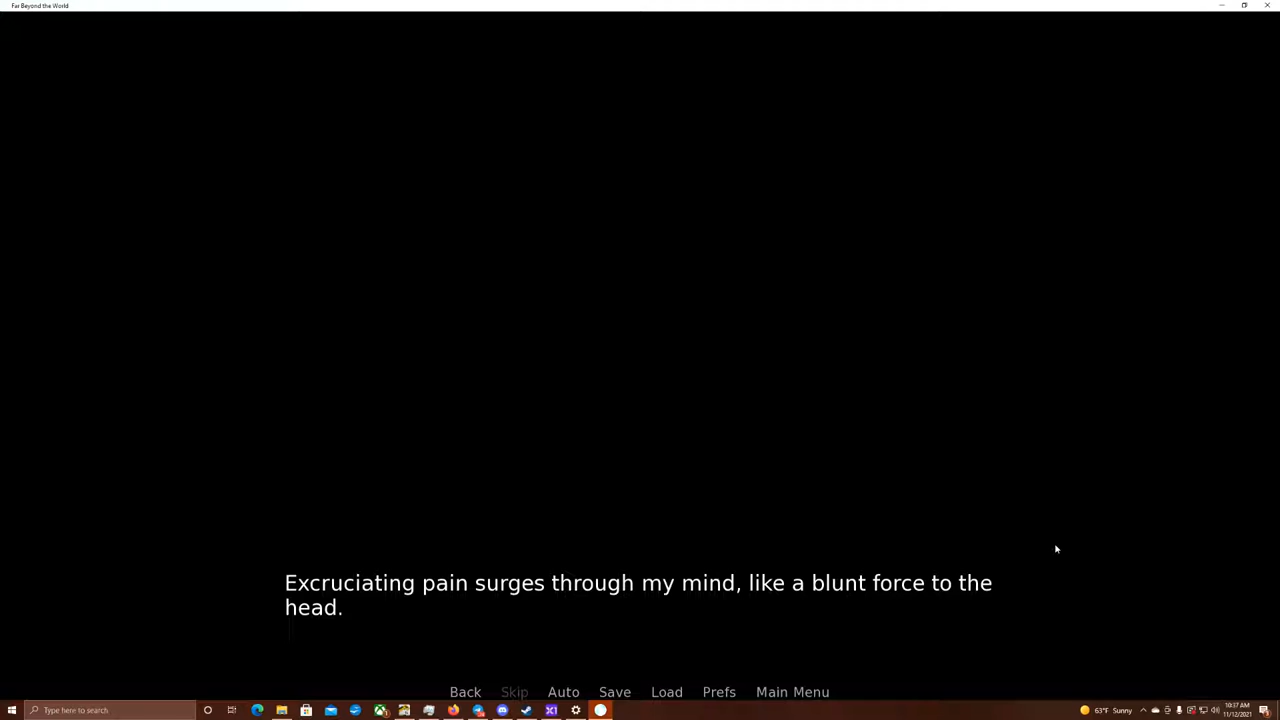 Far Beyond the World
Excruciating pain surges through my mind, like a blunt force to the
head.
Back Skip Auto Save Load Prefs Main Menu
Type here to search
63°F Sunny
10:37 AM
11/12/2021